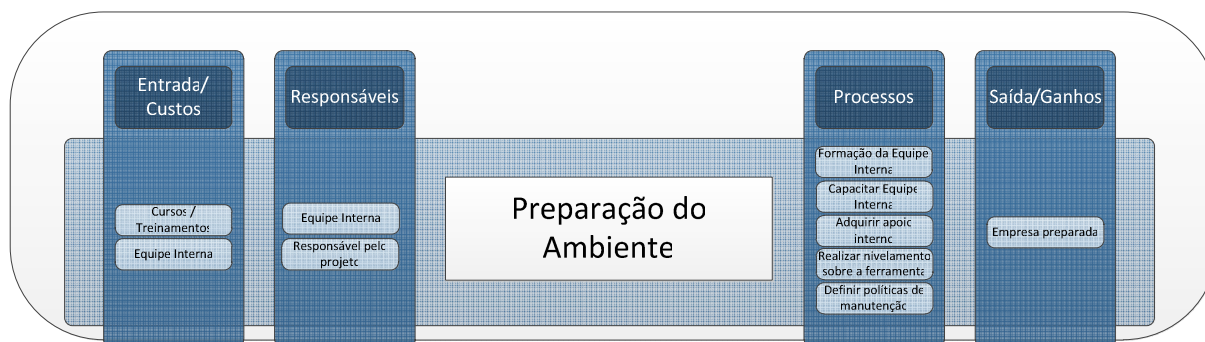 Entrada/
Custos
Cursos /
Treinamentos
Equipe Interna
Responsáveis
Equipe Interna
Responsável pelo
projeto
Preparação do
Ambiente
Processos
Formação da Equipe
Interna
Capacitar Equipe
Interna
Adquirir apoio
interno
Realizar nivelamento
sobre a ferramenta
Definir políticas de
manutenção
Saída/Ganhos
Empresa preparada